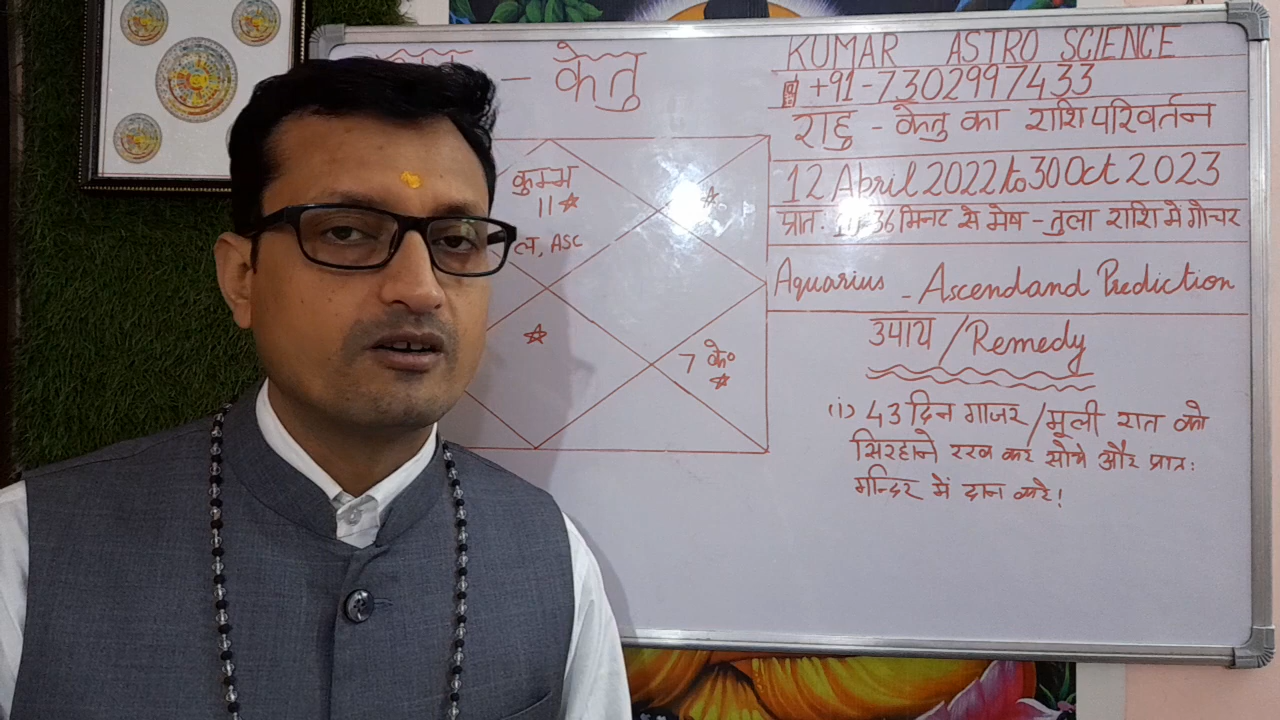 - केतु
कुम्भ
11
ल, ASC
7 के०
KUMAR ASTRO SCIENCE
+91-7302997433
राहु - केतु का राशि परिवर्तन
12 Abril 2022 to 30 Oct 2023
प्रात: 36 मिनट से मेष - तुला राशि में गोचर
Aquarius - Ascendand Prediction
उपाय / Remedy
(i) 43 दिन गाजर / मूली रात को
सिरहाने रख कर सोये और प्रात:
मन्दिर में दान करे!